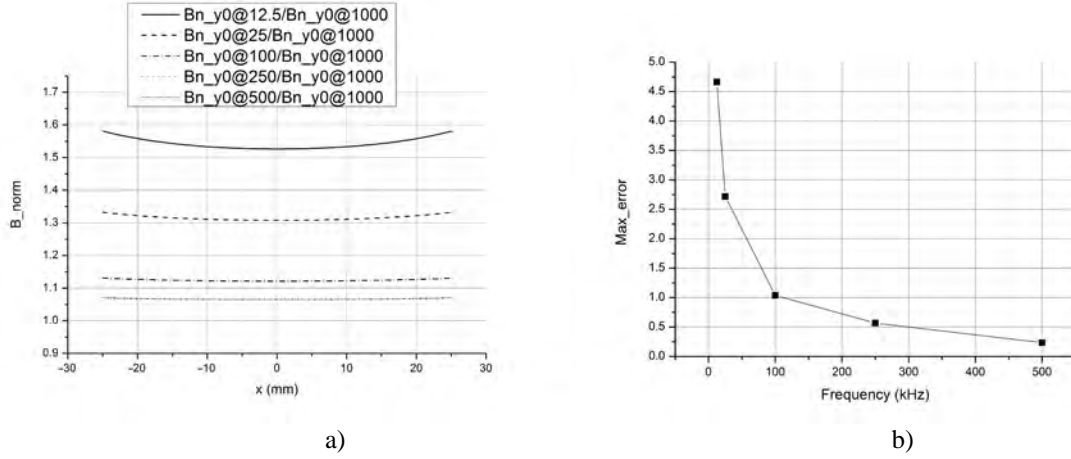 Bn_y0@12.5/Bn_y0@1000
Bn_y0@25/Bn_y0@1000
Bn_y0@100/Bn_y0@1000
Bn_y0@250/Bn_y0@1000
Bn_y0@500/Bn_y0@1000
1.7
1.6
1.5
1.4
1.3
1.2
1.1
1.0
0.9
B_norm
−30 −20 −10 0 10 20 30
x (mm)
a)
5.0
4.5
4.0
3.5
3.0
2.5
2.0
1.5
1.0
0.5
0.0
Max_error
0 100 200 300 400 500
Frequency (kHz)
b)